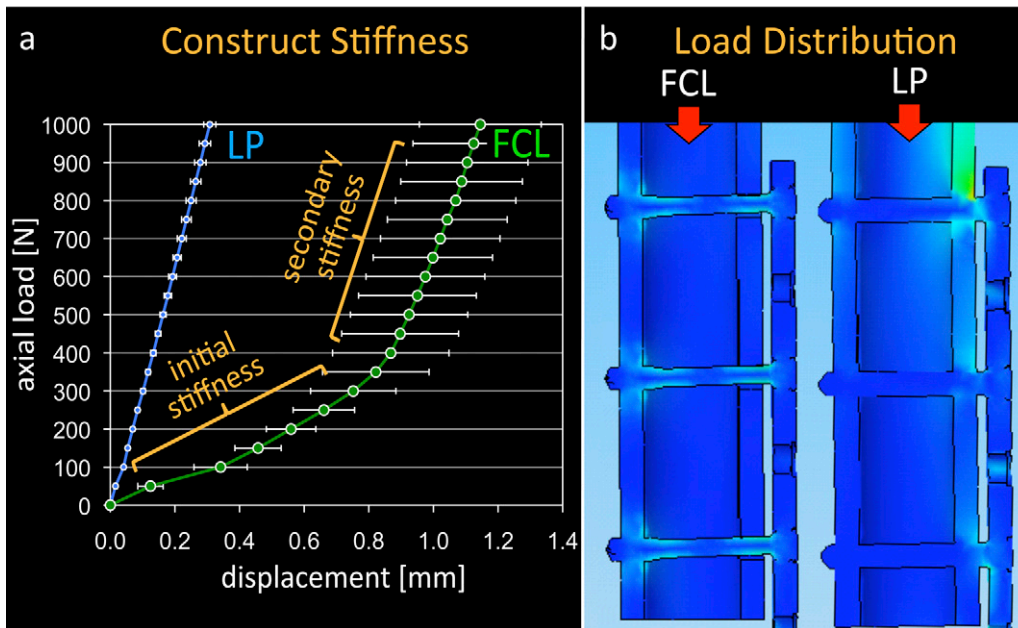 a
Construct Stiffness
1000
900
800
700
600
500
400
300
200
100
0
axial load [N]
LP
FCL
secondary
stiffness
initial
stiffness
0.0 0.2 0.4 0.6 0.8 1.0 1.2 1.4
displacement [mm]
b
Load Distribution
FCL LP